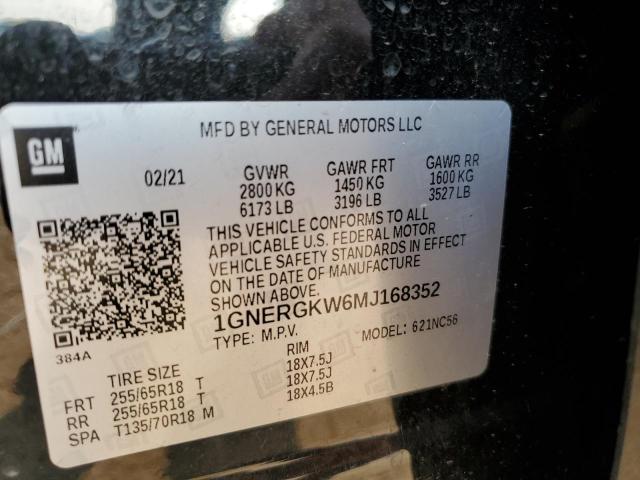 MFD BY GENERAL MOTORS LLC
GM
02/21 GVWR GAWR FRT GAWR RR
2800 KG 1450 KG 1600 KG
6173 LB 3196 LB 3527 LB
THIS VEHICLE CONFORMS TO ALL
APPLICABLE U.S. FEDERAL MOTOR
VEHICLE SAFETY STANDARDS IN EFFECT
ON THE DATE OF MANUFACTURE
SHOWN ABOVE.
1GNERGKW6MJ168352
384A
TYPE: M.P.V. MODEL: 621NC56
TIRE SIZE RIM
FRT 255/65R18 T 18X7.5J
RR 255/65R18 T 18X7.5J
SPA T135/70R18 M 18X4.5B